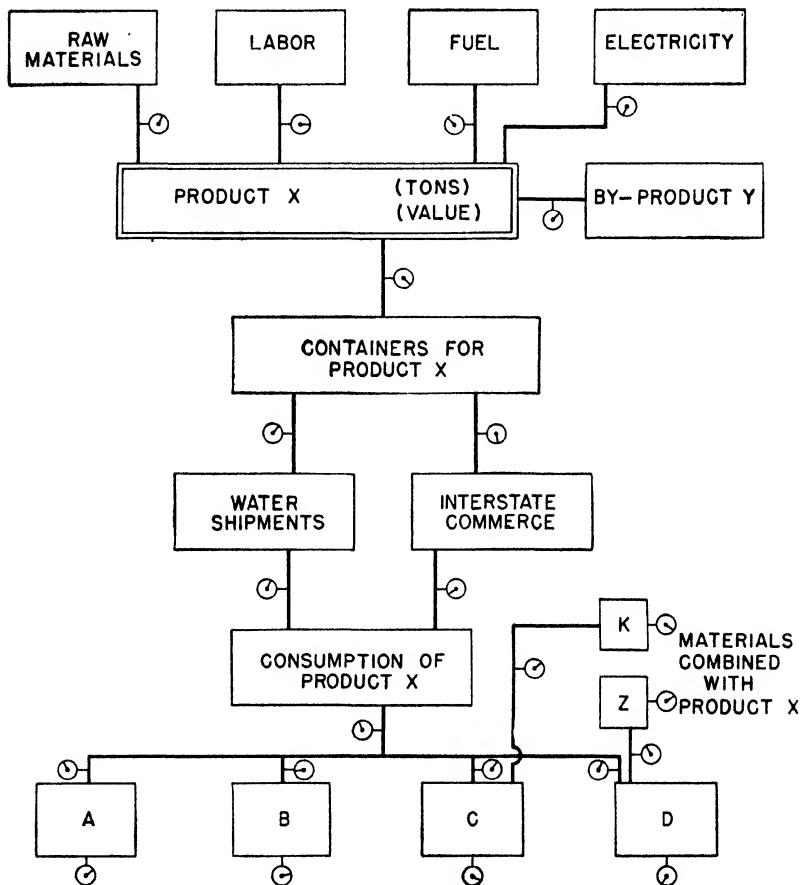 RAW
MATERIALS
LABOR
FUEL
ELECTRICITY
PRODUCT X (TONS)
(VALUE)
BY-PRODUCT Y
CONTAINERS FOR
PRODUCT X
WATER
SHIPMENTS
INTERSTATE
COMMERCE
CONSUMPTION OF
PRODUCT X
K
MATERIALS
COMBINED
WITH
PRODUCT X
Z
A
B
C
D